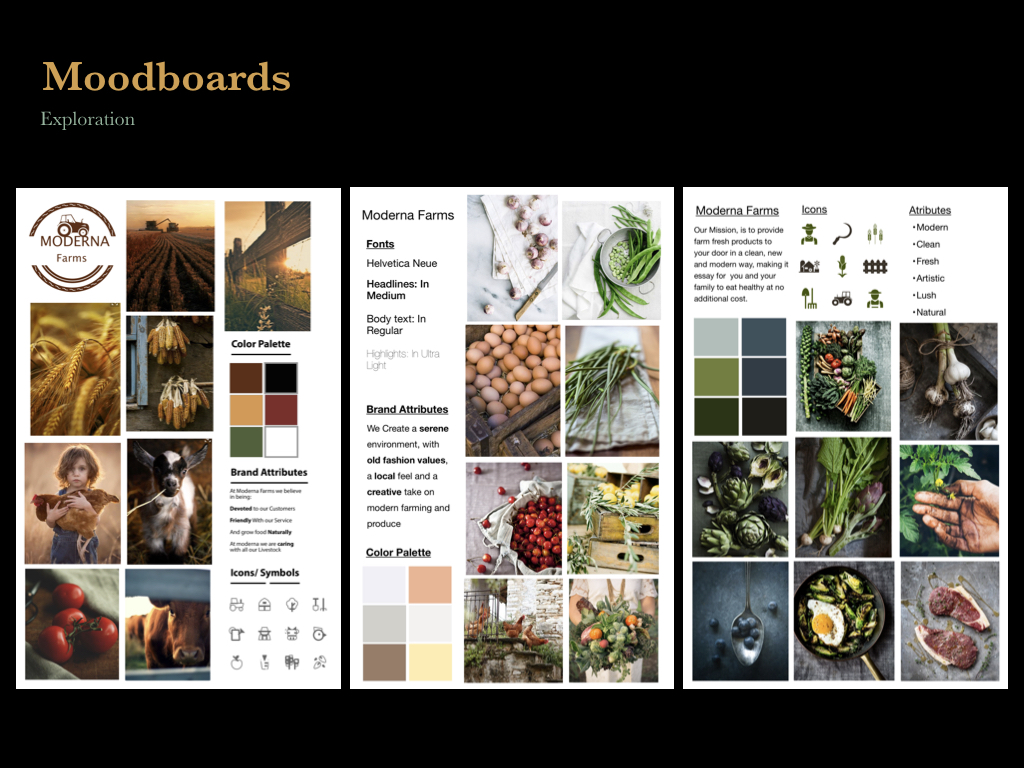 Moodboards
Exploration
MODERNA
Farms
Color Palette
Brand Attributes
At Moderna Farms we believe
in being:
Devoted to our Customers
Friendly With our Service
And grow food Naturally
At moderna we are caring
with all our Livestock
Icons/ Symbols
Moderna Farms
Fonts
Helvetica Neue
Headlines: In
Medium
Body text: In
Regular
Highlights: In Ultra
Light
Brand Attributes
We Create a serene
environment, with
old fashion values,
a local feel and a
creative take on
modern farming and
produce
Color Palette
Moderna Farms
Our Mission, is to provide
farm fresh products to
your door in a clean, new
and modern way, making it
essay for you and your
family to eat healthy at no
additional cost.
Icons
Atributes
•Modern
•Clean
•Fresh
•Artistic
•Lush
•Natural